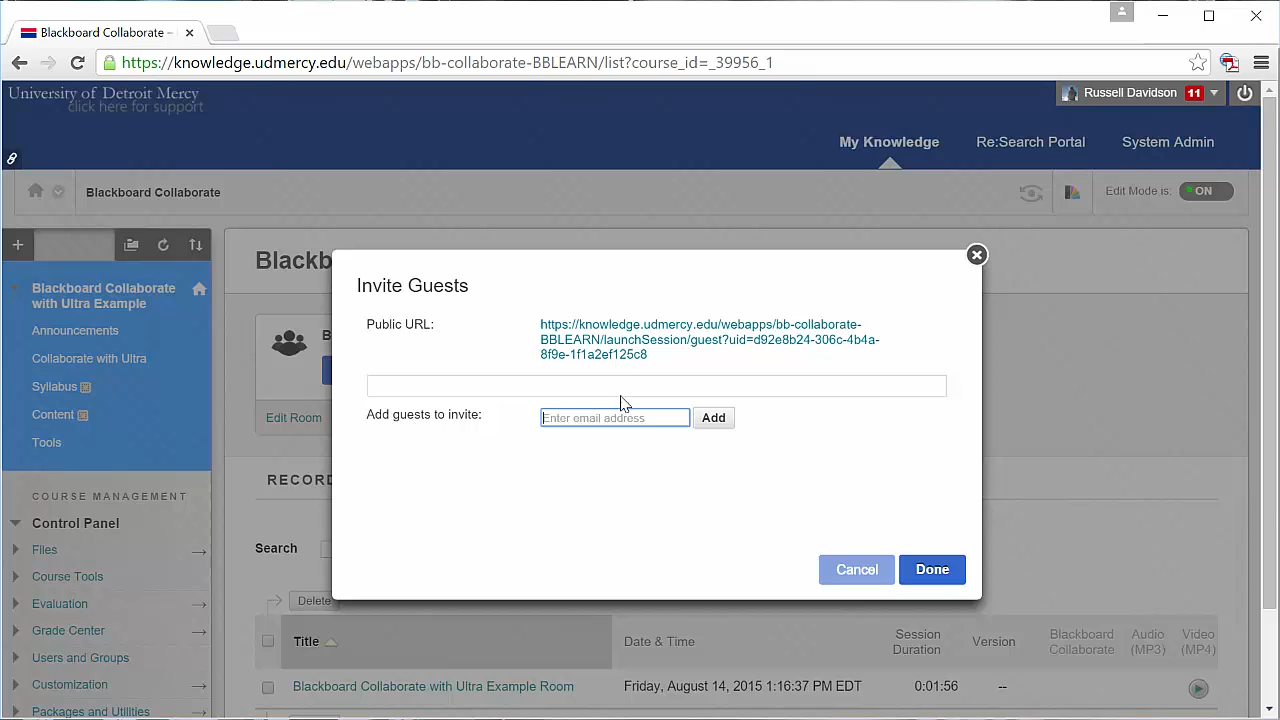 Blackboard Collaborate –
https://knowledge.udmercy.edu/webapps/bb-collaborate-BBLEARN/list?course_id=_39956_1
University of Detroit Mercy
click here for support
Russell Davidson 11
My Knowledge Re:Search Portal System Admin
Blackboard Collaborate
Edit Mode is: ON
Blackboard Collaborate
with Ultra Example
Announcements
Collaborate with Ultra
Syllabus
Content
Tools
COURSE MANAGEMENT
Control Panel
Files
Course Tools
Evaluation
Grade Center
Users and Groups
Customization
Packages and Utilities
Blackb
B
Edit Room
RECORD
Invite Guests
Public URL:
https://knowledge.udmercy.edu/webapps/bb-collaborate-
BBLEARN/launchSession/guest?uid=d92e8b24-306c-4b4a-
8f9e-1f1a2ef125c8
Add guests to invite: Enter email address Add
Cancel Done
Search
Delete
Title Date & Time Session Duration Version Blackboard Collaborate Audio (MP3) Video (MP4)
Blackboard Collaborate with Ultra Example Room Friday, August 14, 2015 1:16:37 PM EDT 0:01:56 --